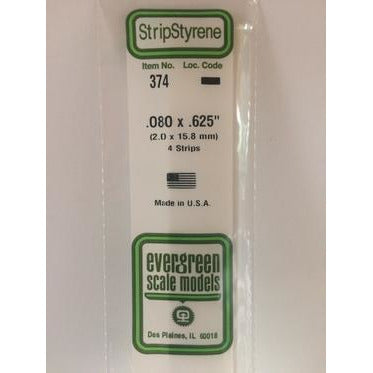 StripStyrene
Item No. Loc. Code
374
.080 x .625"
(2.0 x 15.8 mm)
4 Strips
Made in U.S.A.
evergreen
scale models
Des Plaines, IL 60018